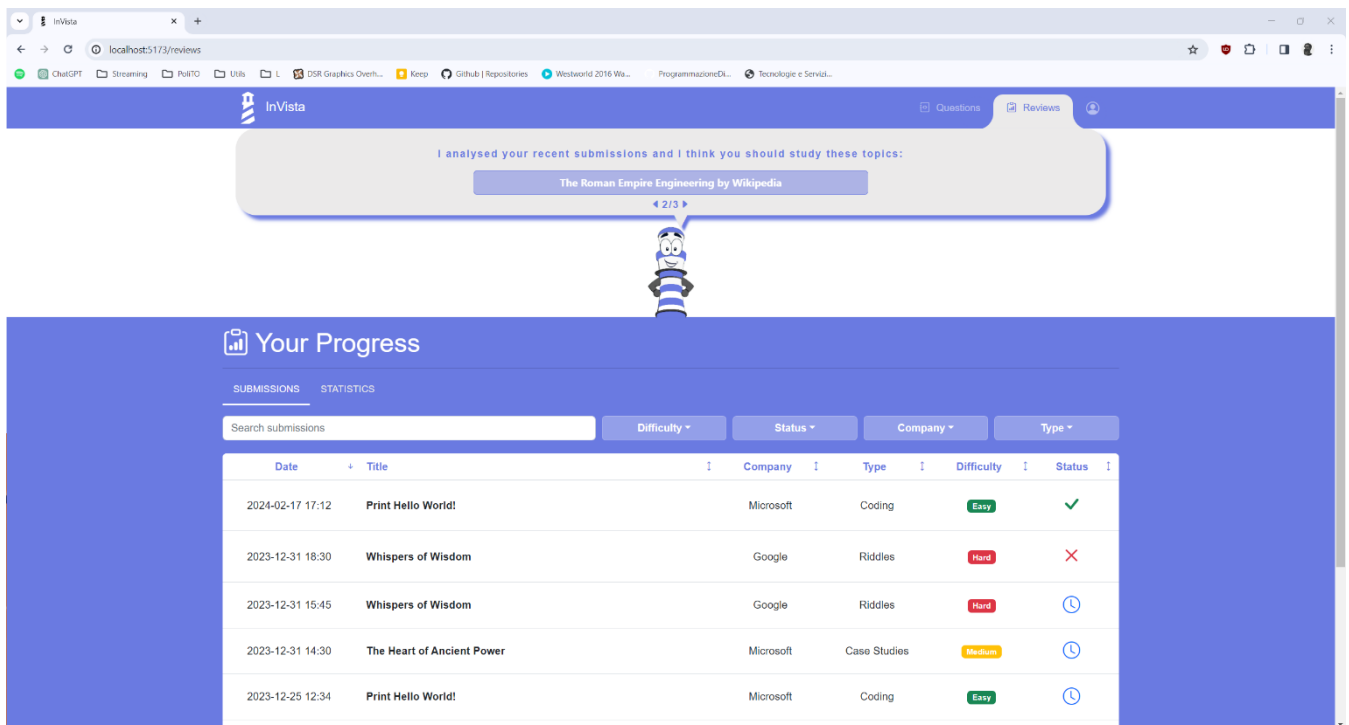 InVista
localhost:5173/reviews
ChatGPT Streaming PoliTO Utils L DSR Graphics Overh... Keep Github | Repositories Westworld 2016 Wa... ProgrammazioneDi... Tecnologie e Servizi...
InVista Questions Reviews
I analysed your recent submissions and I think you should study these topics:
The Roman Empire Engineering by Wikipedia
2/3
Your Progress
SUBMISSIONS STATISTICS
Search submissions Difficulty Status Company Type
Date Title Company Type Difficulty Status
2024-02-17 17:12 Print Hello World! Microsoft Coding Easy
2023-12-31 18:30 Whispers of Wisdom Google Riddles Hard
2023-12-31 15:45 Whispers of Wisdom Google Riddles Hard
2023-12-31 14:30 The Heart of Ancient Power Microsoft Case Studies Medium
2023-12-25 12:34 Print Hello World! Microsoft Coding Easy